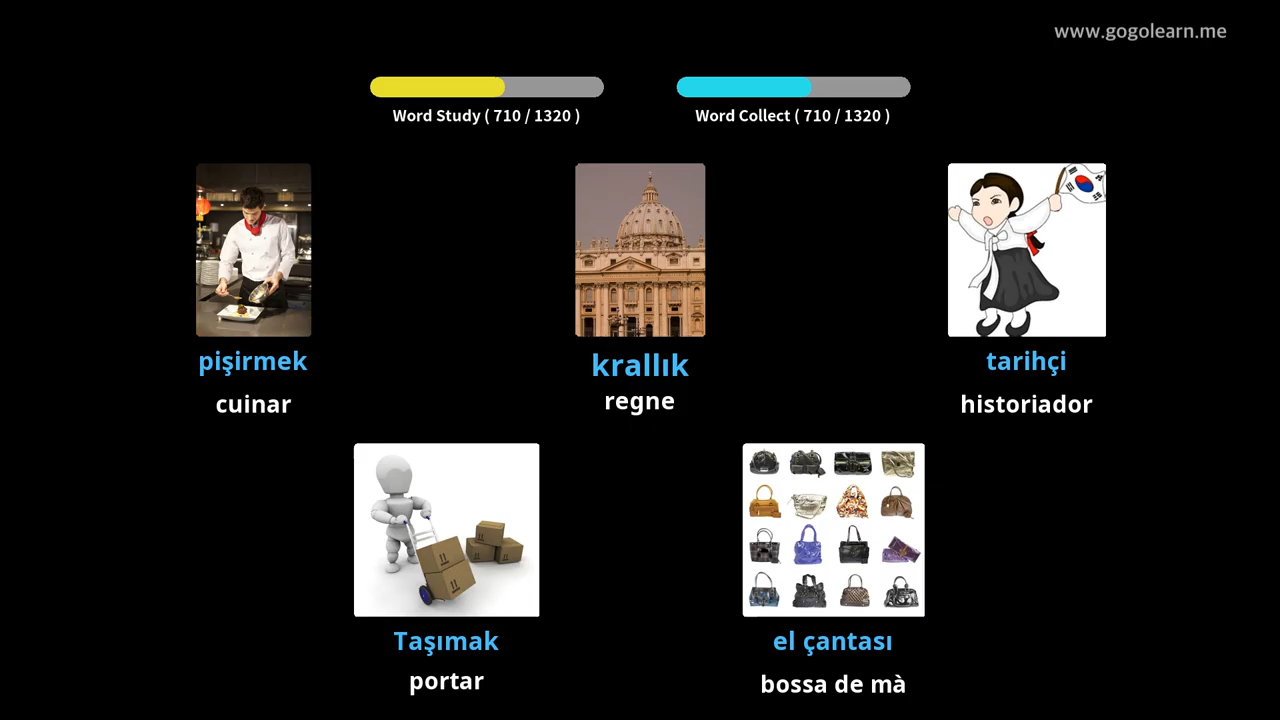 www.gogolearn.me
Word Study ( 710 / 1320 )
Word Collect ( 710 / 1320 )
pişirmek
cuinar
krallık
regne
tarihçi
historiador
Taşımak
portar
el çantası
bossa de mà